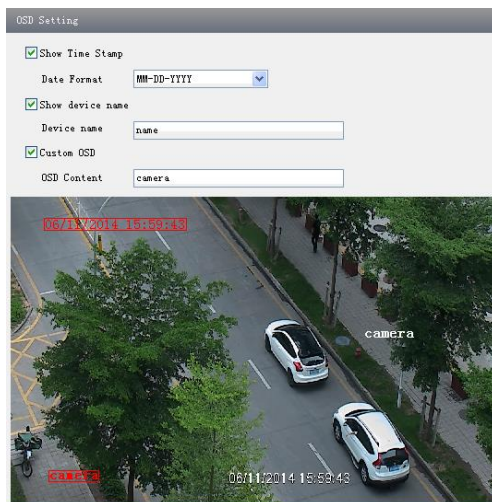 OSD Setting
Show Time Stamp
Date Format MM-DD-YYYY
Show device name
Device name name
Custom OSD
OSD Content camera
06/11/2014 15:59:43
camera
camera
06/11/2014 15:59:43